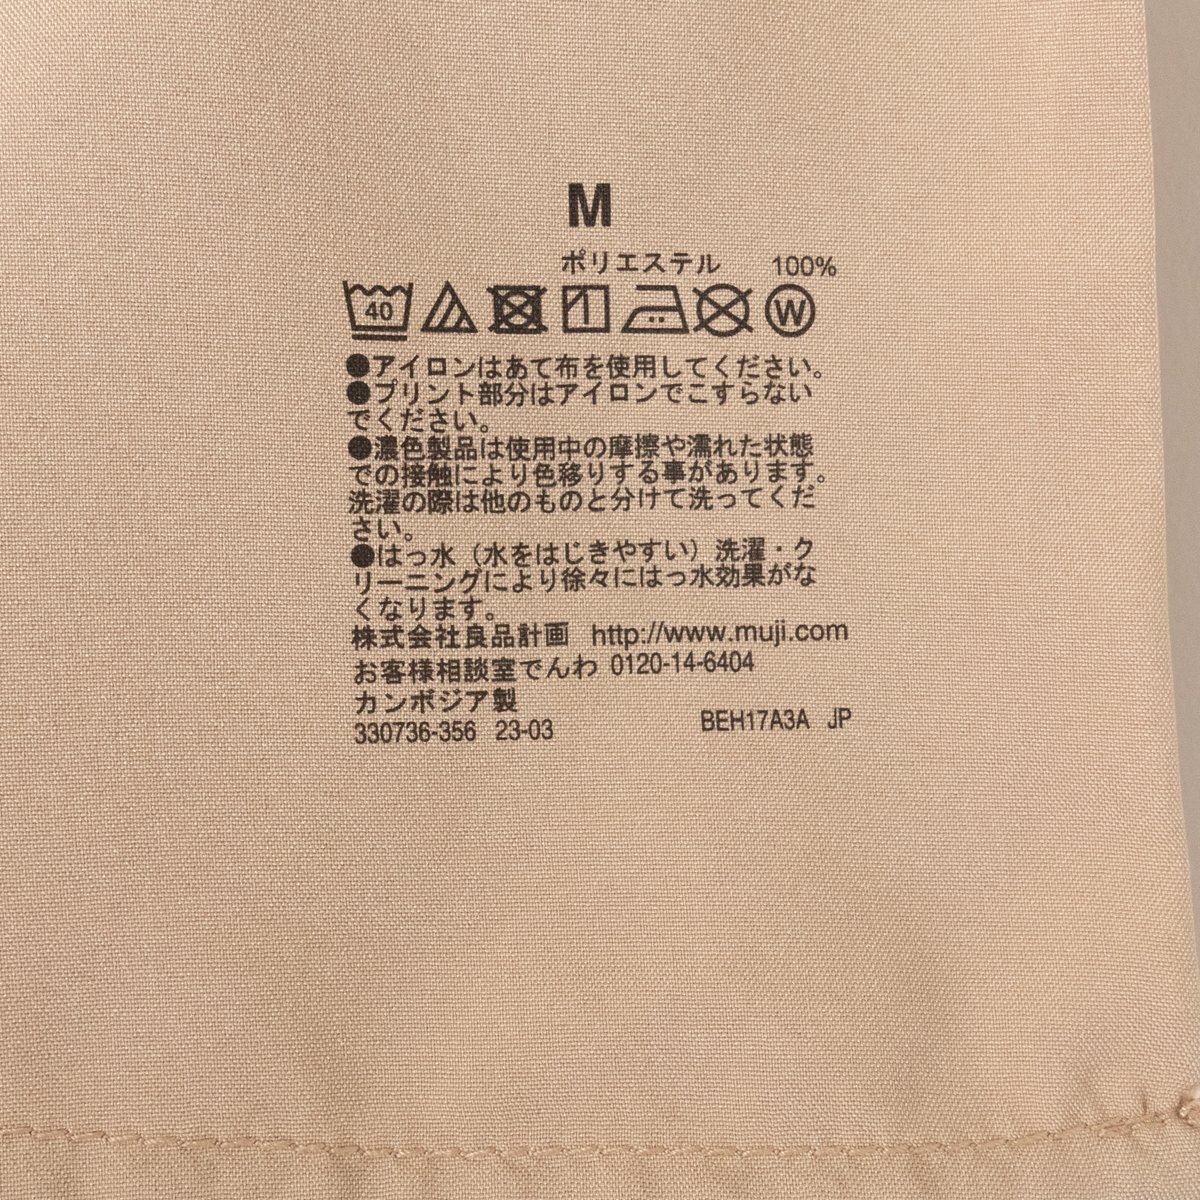 M
ポリエステル 100%
40
W
●アイロンはあて布を使用してください。
●プリント部分はアイロンでこすらない
でください。
●濃色製品は使用中の摩擦や濡れた状態
での接触により色移りする事があります。
洗濯の際は他のものと分けて洗ってくだ
さい。
●はっ水（水をはじきやすい）洗濯・ク
リーニングにより徐々にはっ水効果がな
くなります。
株式会社良品計画 http://www.muji.com
お客様相談室でんわ 0120-14-6404
カンボジア製
330736-356 23-03 BEH17A3A JP